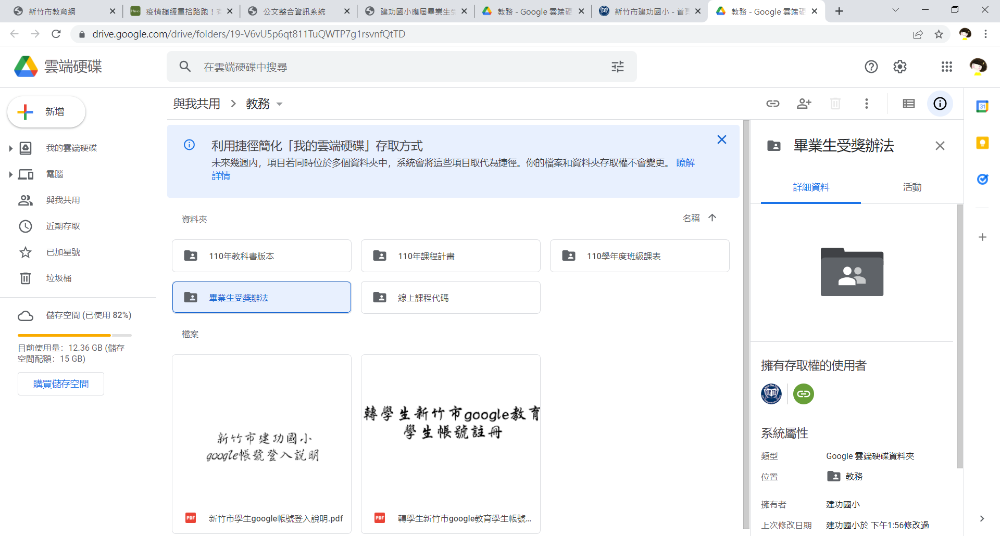 新竹市教育網
疫情趨緩重拾路跑！
公文整合資訊系統
建功國小應屆畢業生受
教務 - Google 雲端硬
新竹市建功國小 - 首頁
教務 - Google 雲端硬
drive.google.com/drive/folders/19-V6vU5p6qt811TuQWTP7g1rsvnfQtTD
雲端硬碟
在雲端硬碟中搜尋
新增
我的雲端硬碟
電腦
與我共用
近期存取
已加星號
垃圾桶
儲存空間 (已使用 82%)
目前使用量：12.36 GB (儲存
空間配額：15 GB)
購買儲存空間
與我共用
教務
利用捷徑簡化「我的雲端硬碟」存取方式
未來幾週內，項目若同時位於多個資料夾中，系統會將這些項目取代為捷徑。你的檔案和資料夾存取權不會變更。 瞭解
詳情
資料夾
名稱
110年教科書版本
110年課程計畫
110學年度班級課表
畢業生受獎辦法
線上課程代碼
檔案
新竹市建功國小
google帳號登入說明
PDF
新竹市學生google帳號登入說明.pdf
轉學生新竹市google教育
學生帳號註冊
PDF
轉學生新竹市google教育學生帳號...
畢業生受獎辦法
詳細資料
活動
擁有存取權的使用者
系統屬性
類型
Google 雲端硬碟資料夾
位置
教務
擁有者
建功國小
上次修改日期
建功國小於 下午1:56修改過
31